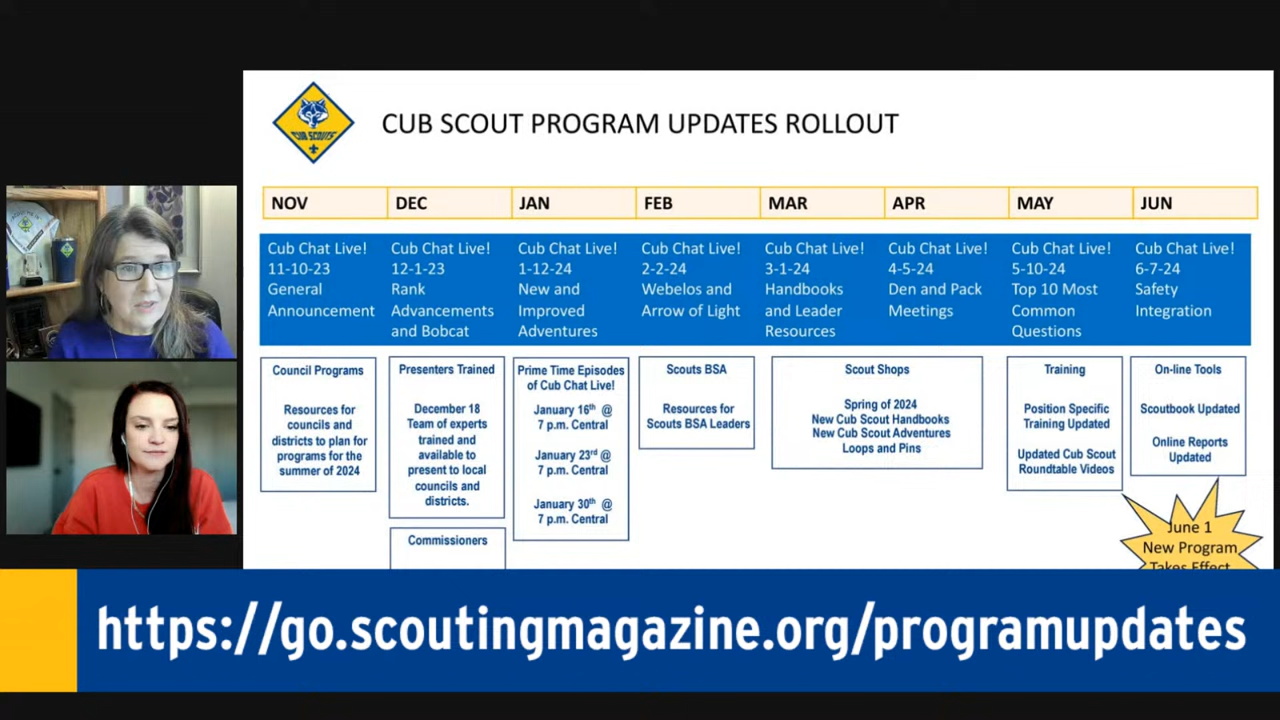 CUB SCOUTS
CUB SCOUT PROGRAM UPDATES ROLLOUT
NOV
DEC
JAN
FEB
MAR
APR
MAY
JUN
Cub Chat Live!
11-10-23
General
Announcement
Cub Chat Live!
12-1-23
Rank
Advancements
and Bobcat
Cub Chat Live!
1-12-24
New and
Improved
Adventures
Cub Chat Live!
2-2-24
Webelos and
Arrow of Light
Cub Chat Live!
3-1-24
Handbooks
and Leader
Resources
Cub Chat Live!
4-5-24
Den and Pack
Meetings
Cub Chat Live!
5-10-24
Top 10 Most
Common
Questions
Cub Chat Live!
6-7-24
Safety
Integration
Council Programs
Resources for
councils and
districts to plan for
programs for the
summer of 2024
Presenters Trained
December 18
Team of experts
trained and
available to
present to local
councils and
districts.
Commissioners
Prime Time Episodes
of Cub Chat Live!
January 16th @
7 p.m. Central
January 23rd @
7 p.m. Central
January 30th @
7 p.m. Central
Scouts BSA
Resources for
Scouts BSA Leaders
Scout Shops
Spring of 2024
New Cub Scout Handbooks
New Cub Scout Adventures
Loops and Pins
Training
Position Specific
Training Updated
Updated Cub Scout
Roundtable Videos
On-line Tools
Scoutbook Updated
Online Reports
Updated
June 1
New Program
Takes Effect
https://go.scoutingmagazine.org/programupdates